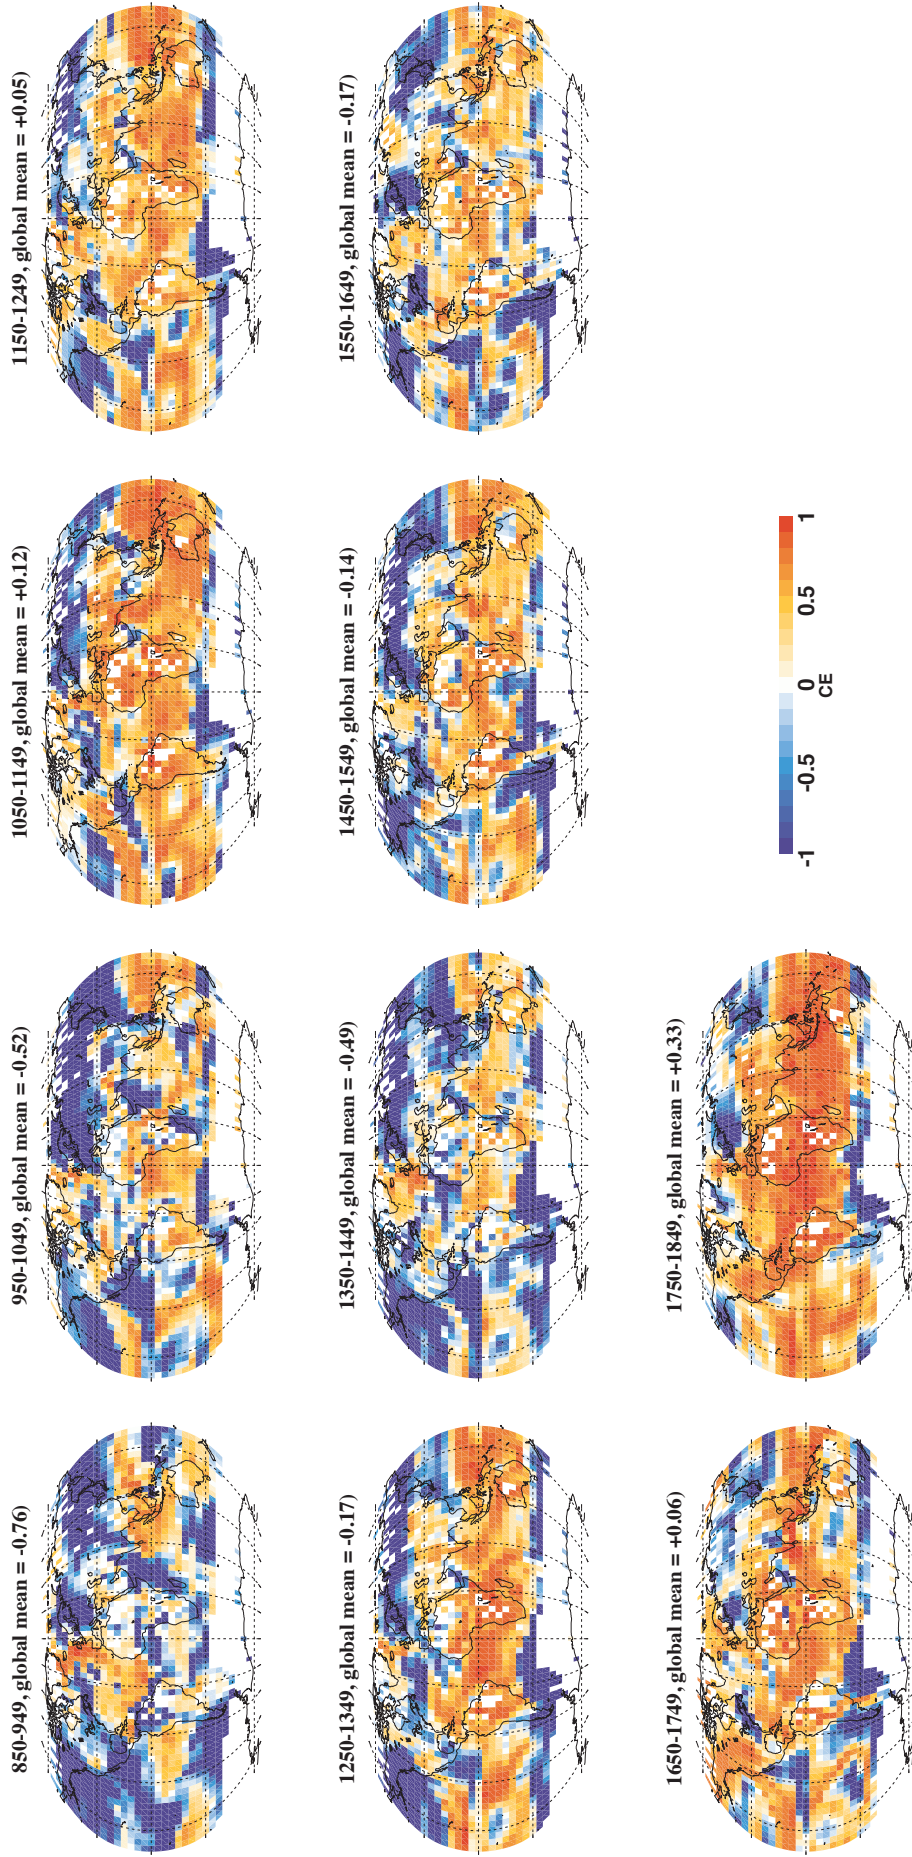 850-949, global mean = -0.76)
950-1049, global mean = -0.52)
1050-1149, global mean = +0.12)
1150-1249, global mean = +0.05)
1250-1349, global mean = -0.17)
1350-1449, global mean = -0.49)
1450-1549, global mean = -0.14)
1550-1649, global mean = -0.17)
1650-1749, global mean = +0.06)
1750-1849, global mean = +0.33)
-1 -0.5 0 0.5 1
CE